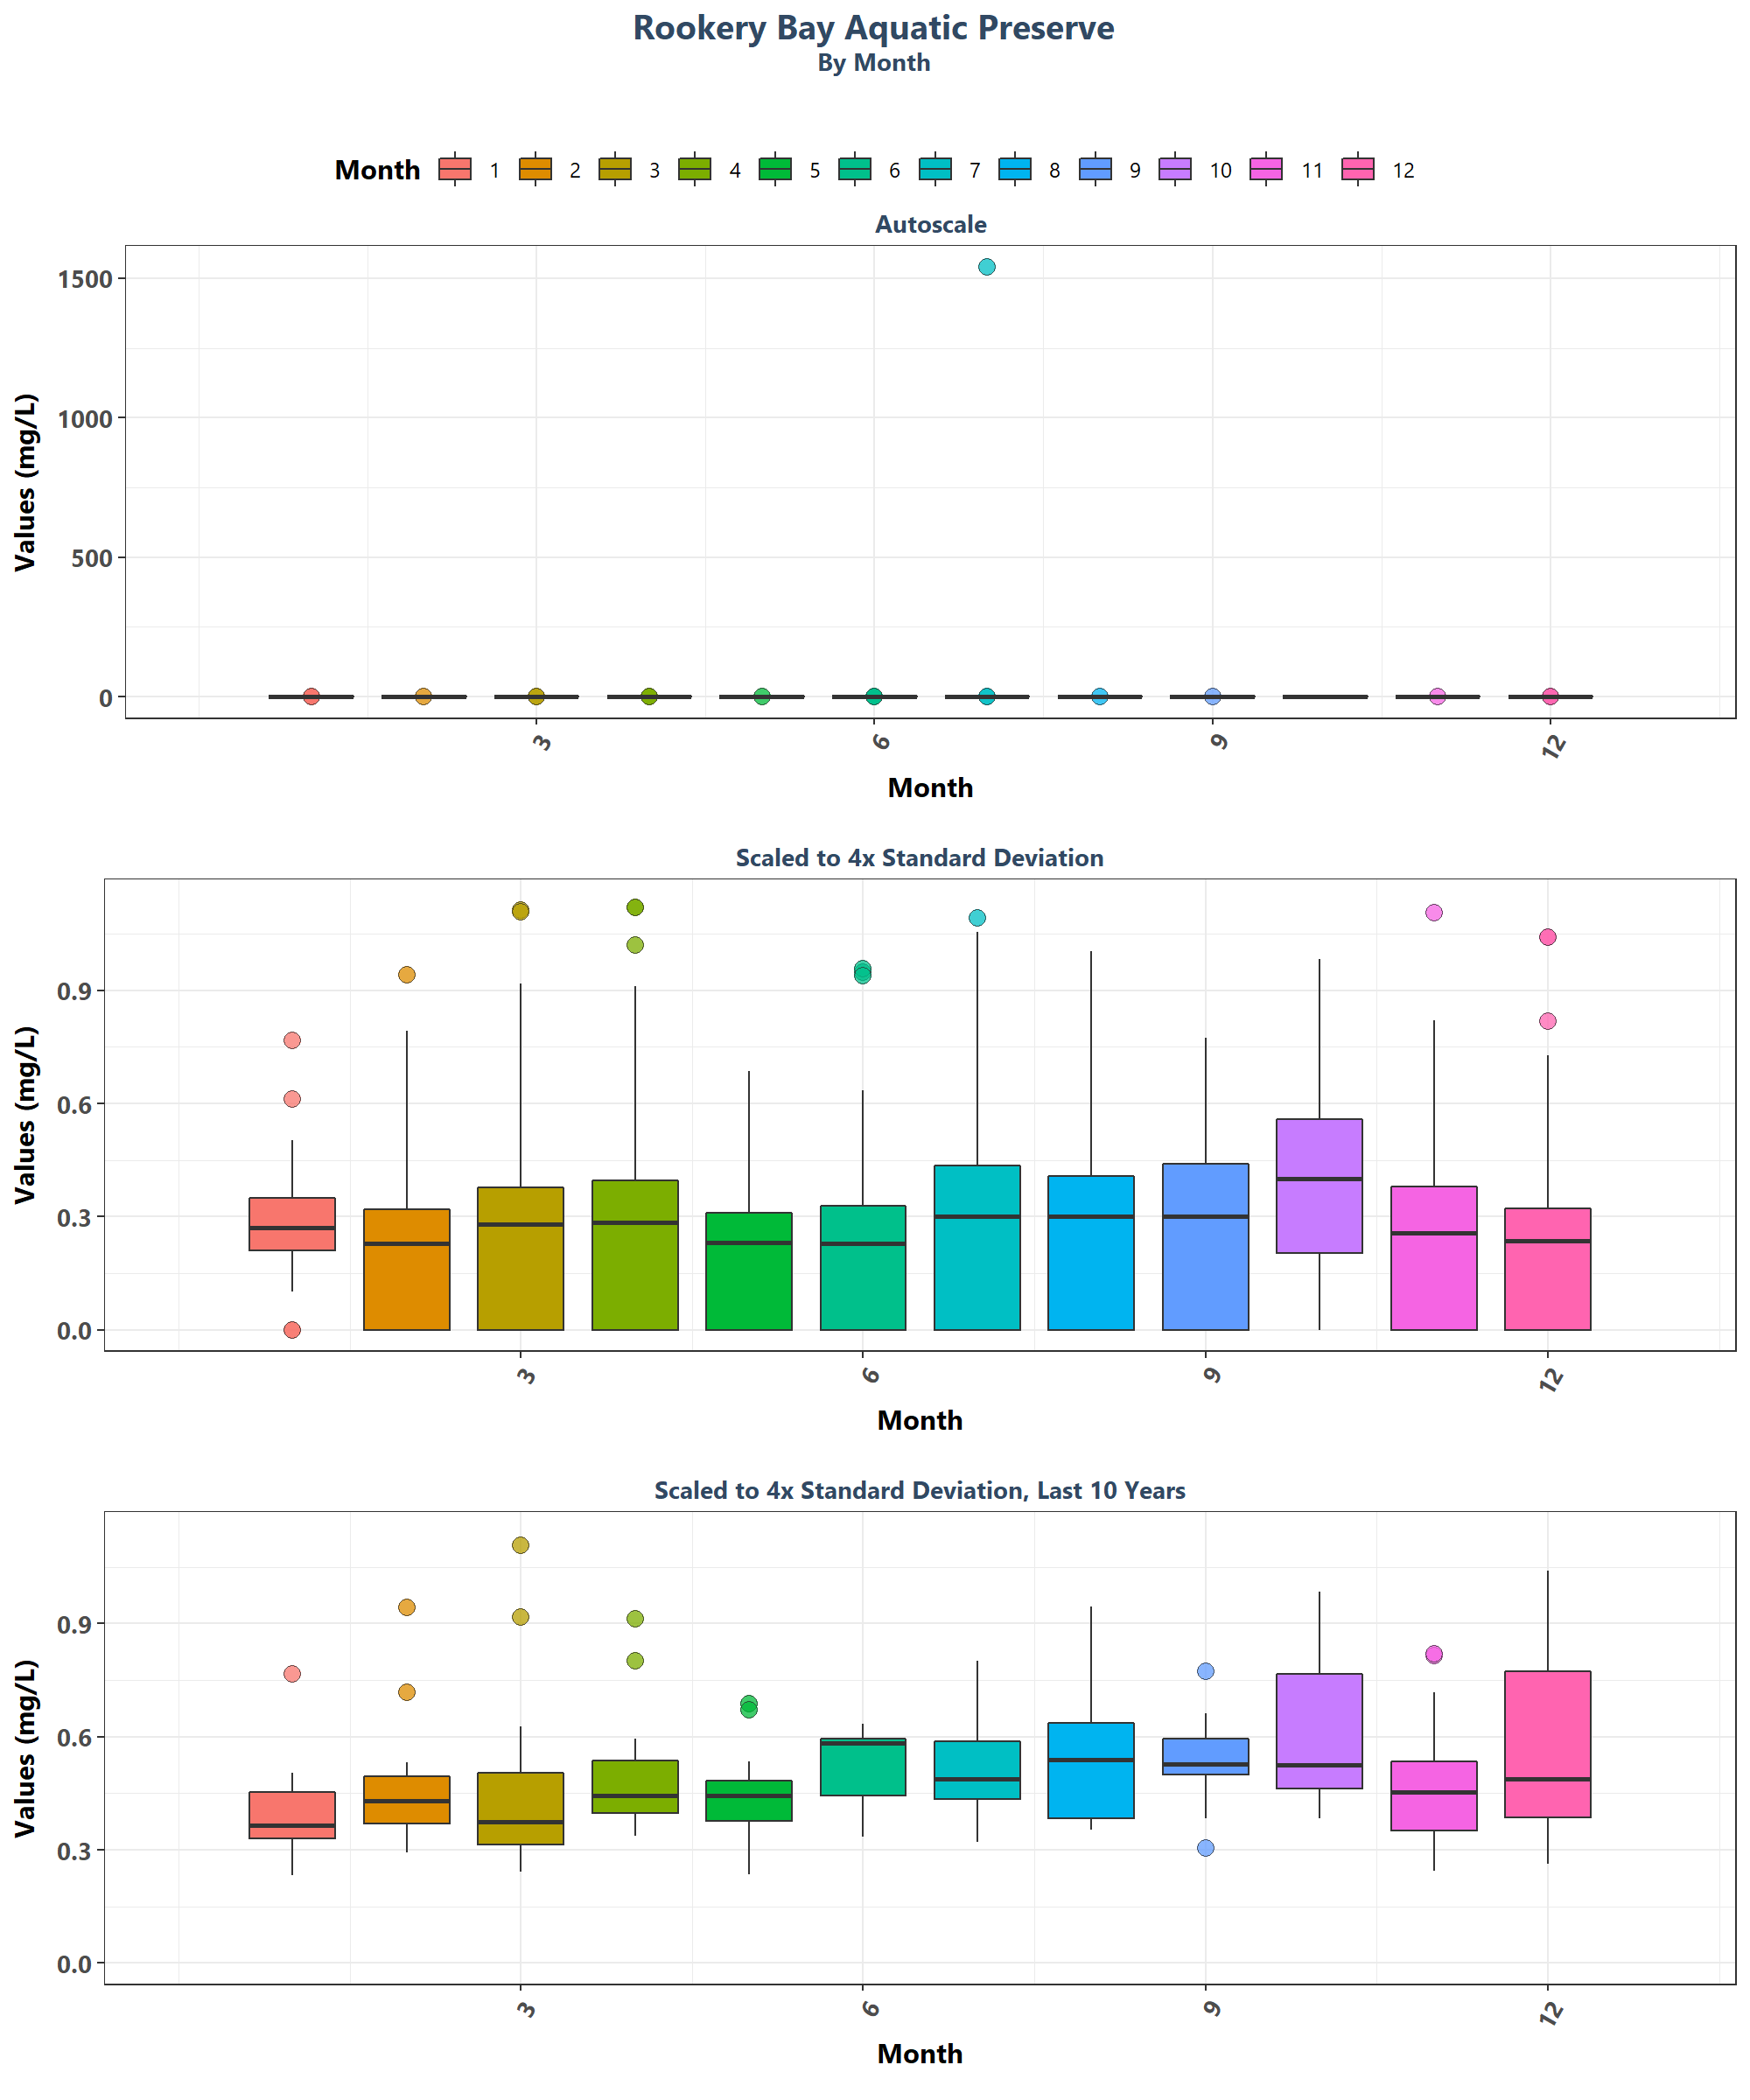 Rookery Bay Aquatic Preserve
By Month
Month 1 2 3 4 5 6 7 8 9 10 11 12
Autoscale
Values (mg/L)
1500
1000
500
0
3 6 9 12
Month
Scaled to 4x Standard Deviation
Values (mg/L)
0.9
0.6
0.3
0.0
3 6 9 12
Month
Scaled to 4x Standard Deviation, Last 10 Years
Values (mg/L)
0.9
0.6
0.3
0.0
3 6 9 12
Month